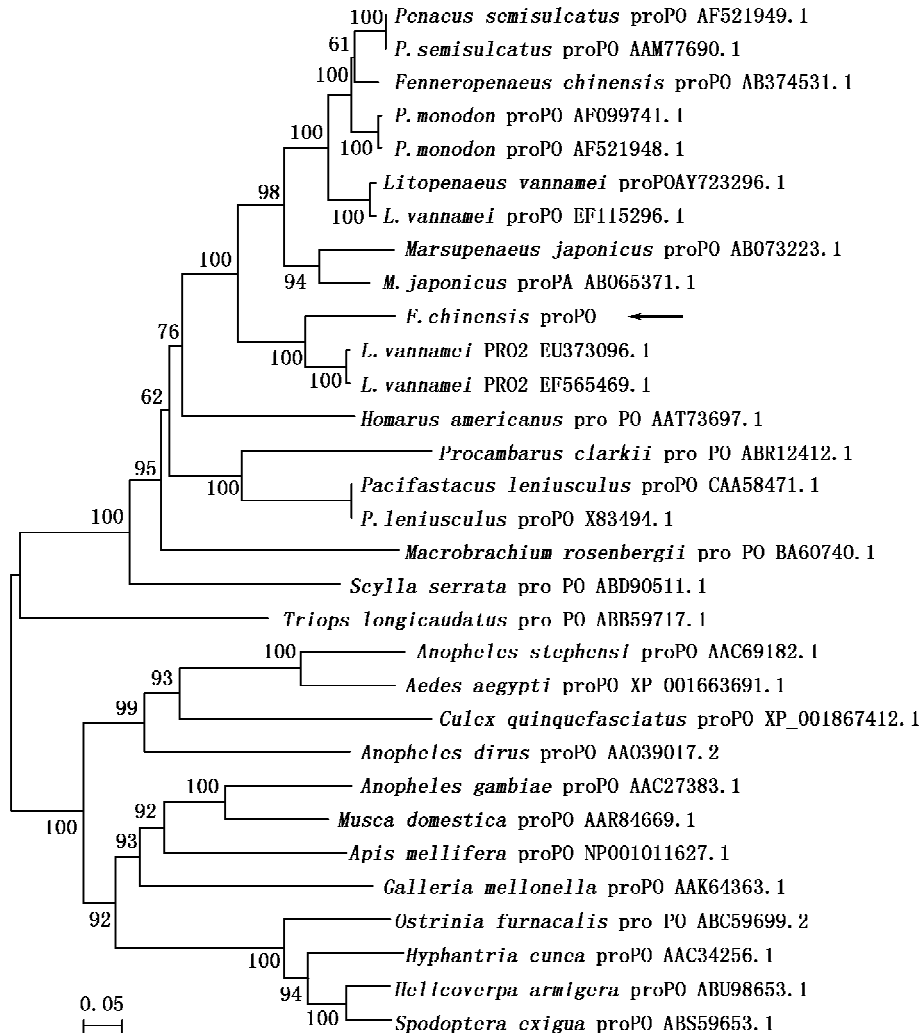 100
Penaeus semisulcatus proPO AF521949.1
61
P.semisulcatus proPO AAM77690.1
100
Fenneropenaeus chinensis proPO AB374531.1
P.monodon proPO AF099741.1
100
100
P.monodon proPO AF521948.1
Litopenaeus vannamei proPOAY723296.1
98
100
L.vannamei proPO EF115296.1
Marsupenaeus japonicus proPO AB073223.1
100
94
M.japonicus proPA AB065371.1
F.chinensis proPO
76
100
L.vannamei PRO2 EU373096.1
100
L.vannamei PRO2 EF565469.1
62
Homarus americanus pro PO AAT73697.1
Procambarus clarkii pro PO ABR12412.1
95
100
Pacifastacus leniusculus proPO CAA58471.1
100
P.leniusculus proPO X83494.1
Macrobrachium rosenbergii pro PO BA60740.1
Scylla serrata pro PO ABD90511.1
Triops longicaudatus pro PO ABB59717.1
100
Anopheles stephensi proPO AAC69182.1
93
Aedes aegypti proPO XP 001663691.1
99
Culex quinquefasciatus proPO XP_001867412.1
Anopheles dirus proPO AAO39017.2
100
Anopheles gambiae proPO AAC27383.1
92
100
Musca domestica proPO AAR84669.1
93
Apis mellifera proPO NP001011627.1
Galleria mellonella proPO AAK64363.1
92
Ostrinia furnacalis pro PO ABC59699.2
100
Hyphantria cunea proPO AAC34256.1
94
Helicoverpa armigera proPO ABU98653.1
0.05
100
Spodoptera exigua proPO ABS59653.1